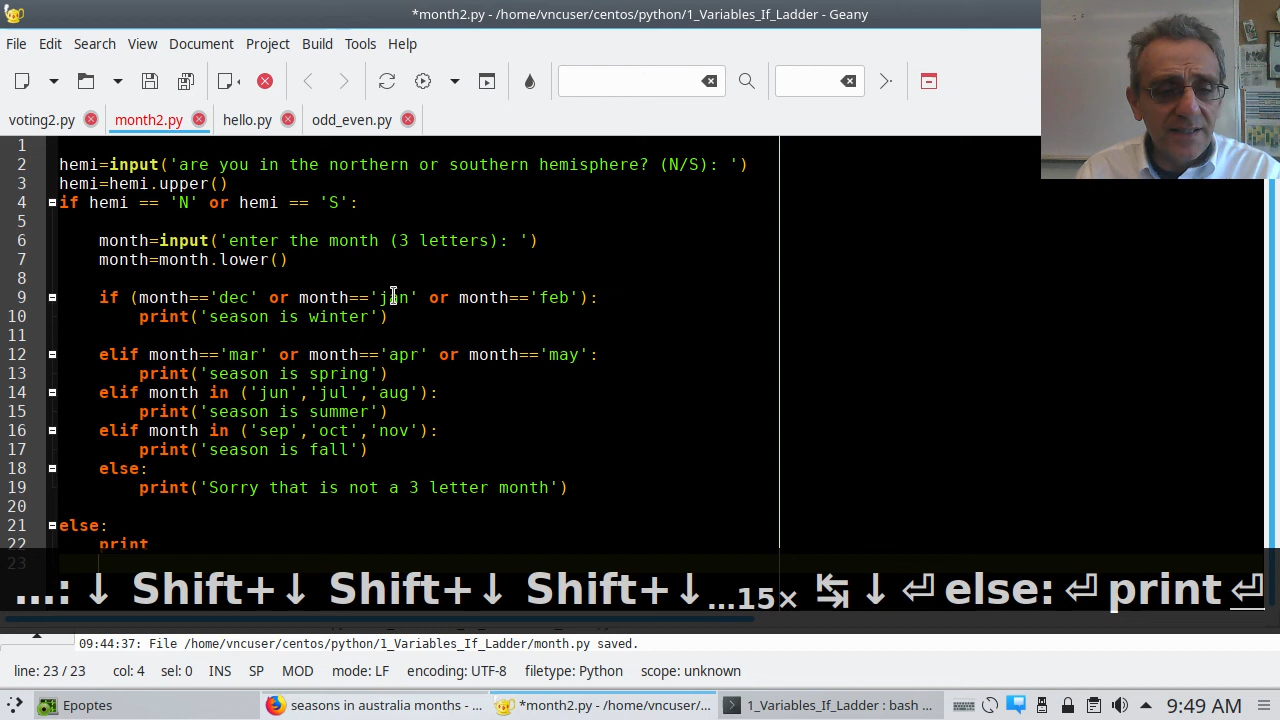 *month2.py - /home/vncuser/centos/python/1_Variables_If_Ladder - Geany
File Edit Search View Document Project Build Tools Help
voting2.py month2.py hello.py odd_even.py
1
2 hemi=input('are you in the northern or southern hemisphere? (N/S): ')
3 hemi=hemi.upper()
4 if hemi == 'N' or hemi == 'S':
5
6 month=input('enter the month (3 letters): ')
7 month=month.lower()
8
9 if (month=='dec' or month=='jan' or month=='feb'):
10 print('season is winter')
11
12 elif month=='mar' or month=='apr' or month=='may':
13 print('season is spring')
14 elif month in ('jun','jul','aug'):
15 print('season is summer')
16 elif month in ('sep','oct','nov'):
17 print('season is fall')
18 else:
19 print('Sorry that is not a 3 letter month')
20
21 else:
22 print
23
...: ↓ Shift+↓ Shift+↓ Shift+↓ ...15× ↹ ↓ ⏎ else: ⏎ print ⏎
09:44:37: File /home/vncuser/centos/python/1_Variables_If_Ladder/month.py saved.
line: 23 / 23 col: 4 sel: 0 INS SP MOD mode: LF encoding: UTF-8 filetype: Python scope: unknown
Epoptes seasons in australia months - ... *month2.py - /home/vncuser/... 1_Variables_If_Ladder : bash ... 9:49 AM